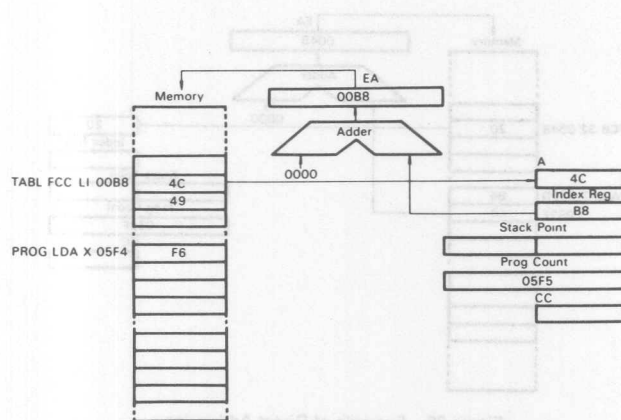 EA
Memory
00B8
Adder
0000
A
TABL FCC LI 00B8 4C
4C
49
Index Reg
B8
Stack Point
PROG LDA X 05F4 F6
Prog Count
05F5
CC